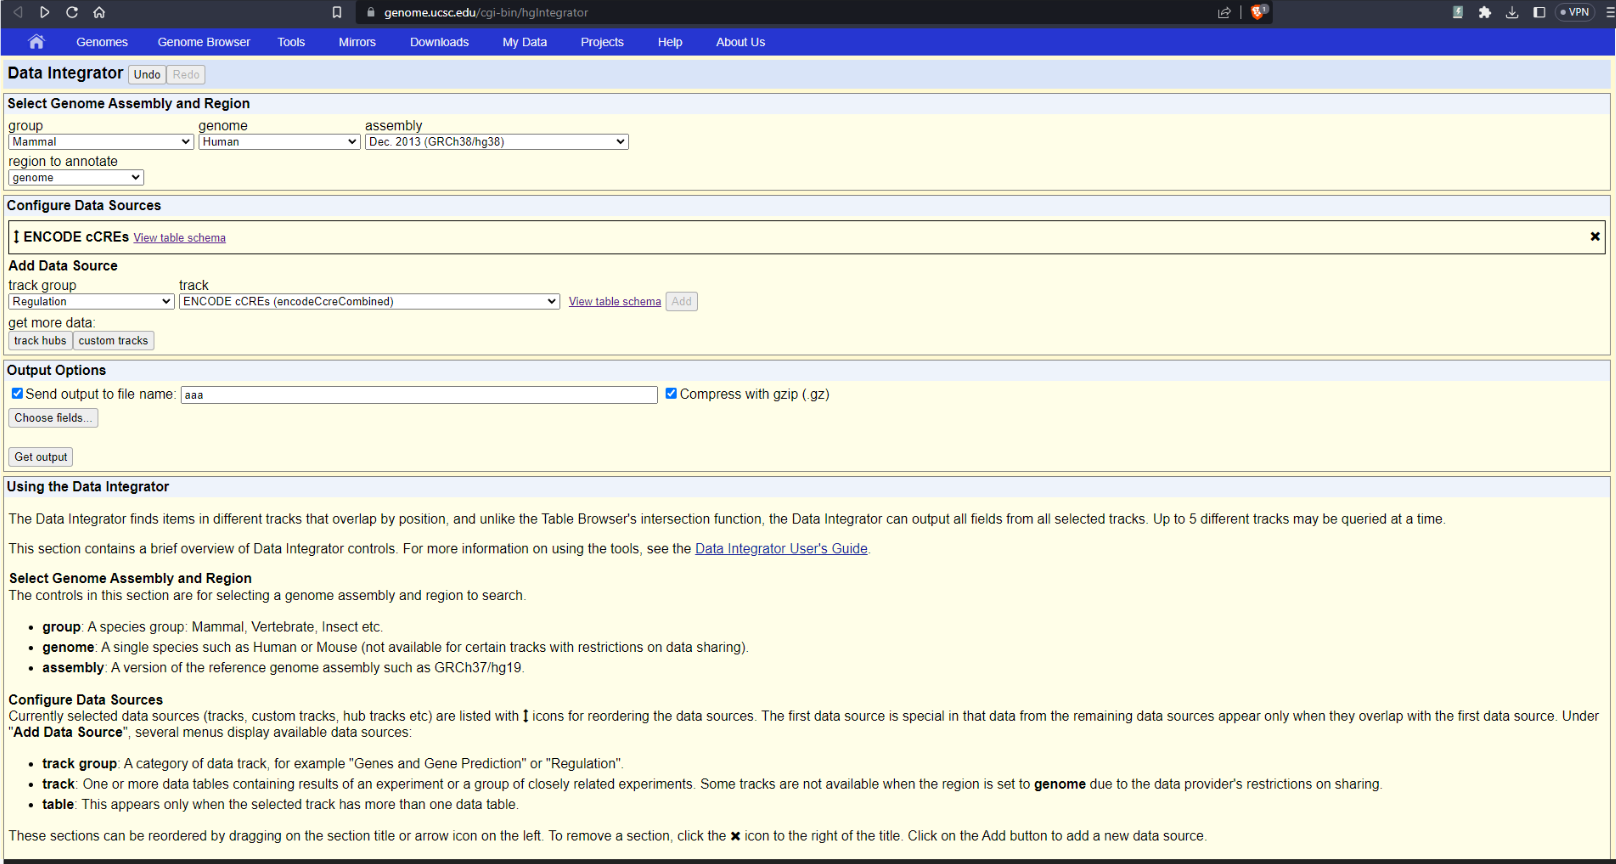 genome.ucsc.edu/cgi-bin/hgIntegrator
1
VPN
Genomes Genome Browser Tools Mirrors Downloads My Data Projects Help About Us
Data Integrator Undo Redo
Select Genome Assembly and Region
group genome assembly
Mammal Human Dec. 2013 (GRCh38/hg38)
region to annotate
genome
Configure Data Sources
ENCODE cCREs View table schema
Add Data Source
track group track
Regulation ENCODE cCREs (encodeCcreCombined) View table schema Add
get more data:
track hubs custom tracks
Output Options
Send output to file name: aaa Compress with gzip (.gz)
Choose fields...
Get output
Using the Data Integrator
The Data Integrator finds items in different tracks that overlap by position, and unlike the Table Browser's intersection function, the Data Integrator can output all fields from all selected tracks. Up to 5 different tracks may be queried at a time.
This section contains a brief overview of Data Integrator controls. For more information on using the tools, see the Data Integrator User's Guide.
Select Genome Assembly and Region
The controls in this section are for selecting a genome assembly and region to search.
• group: A species group: Mammal, Vertebrate, Insect etc.
• genome: A single species such as Human or Mouse (not available for certain tracks with restrictions on data sharing).
• assembly: A version of the reference genome assembly such as GRCh37/hg19.
Configure Data Sources
Currently selected data sources (tracks, custom tracks, hub tracks etc) are listed with ↕ icons for reordering the data sources. The first data source is special in that data from the remaining data sources appear only when they overlap with the first data source. Under
"Add Data Source", several menus display available data sources:
• track group: A category of data track, for example "Genes and Gene Prediction" or "Regulation".
• track: One or more data tables containing results of an experiment or a group of closely related experiments. Some tracks are not available when the region is set to genome due to the data provider's restrictions on sharing.
• table: This appears only when the selected track has more than one data table.
These sections can be reordered by dragging on the section title or arrow icon on the left. To remove a section, click the ✖ icon to the right of the title. Click on the Add button to add a new data source.